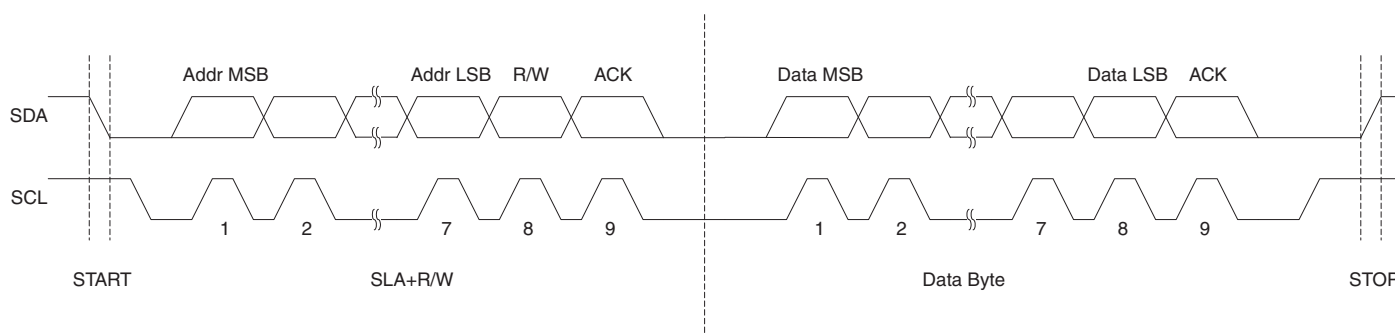 Addr MSB Addr LSB R/W ACK Data MSB Data LSB ACK
SDA
SCL
1 2 7 8 9 1 2 7 8 9
START SLA+R/W Data Byte STOP